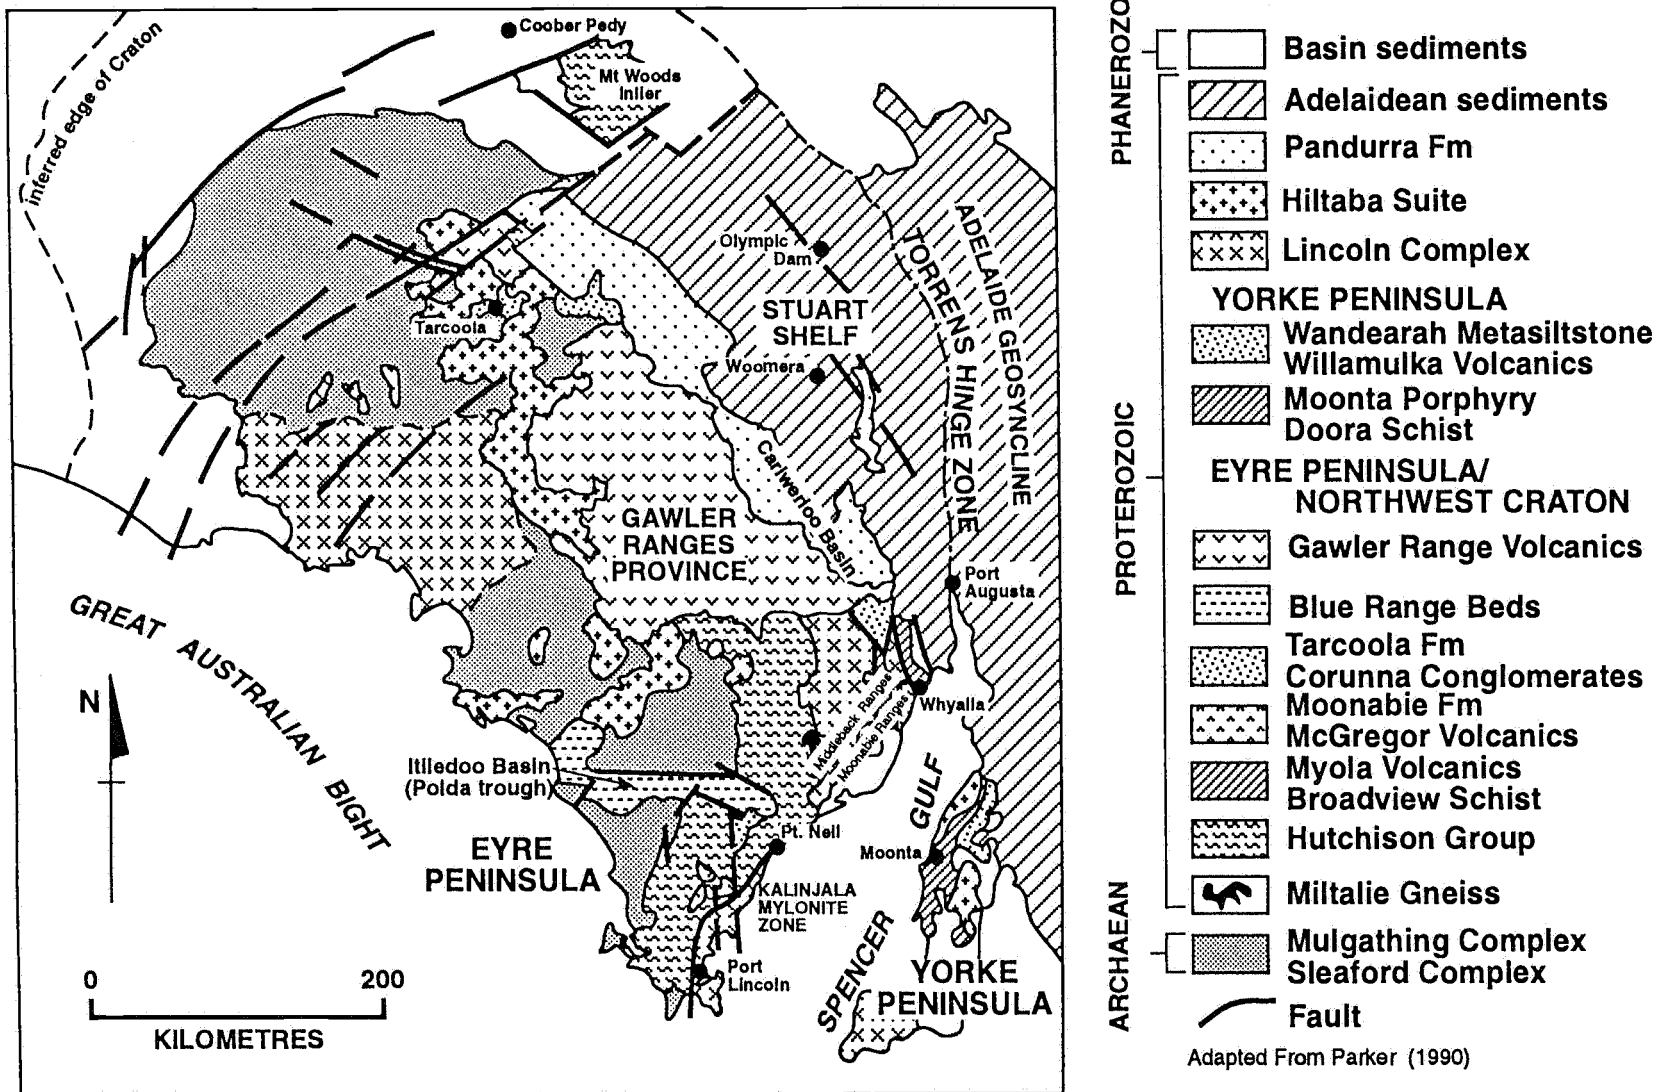 Coober Pedy
Mt Woods
Inlier
inferred edge of Craton
Olympic
Dam
TORRENS HINGE ZONE
ADELAIDE GEOSYNCLINE
STUART
SHELF
Tarcoola
Woomera
Cariwerloo Basin
GAWLER
RANGES
PROVINCE
Port
Augusta
GREAT AUSTRALIAN BIGHT
N
Whyalla
Middleback Ranges
Moonabie Ranges
Itiledoo Basin
(Polda trough)
GULF
EYRE
PENINSULA
Pt. Neil
Moonta
KALINJALA
MYLONITE
ZONE
SPENCER
YORKE
PENINSULA
Port
Lincoln
0 200
KILOMETRES
PHANEROZO
Basin sediments
PROTEROZOIC
Adelaidean sediments
Pandurra Fm
Hiltaba Suite
Lincoln Complex
YORKE PENINSULA
Wandearah Metasiltstone
Willamulka Volcanics
Moonta Porphyry
Doora Schist
EYRE PENINSULA/
NORTHWEST CRATON
Gawler Range Volcanics
Blue Range Beds
Tarcoola Fm
Corunna Conglomerates
Moonabie Fm
McGregor Volcanics
Myola Volcanics
Broadview Schist
Hutchison Group
Miltalie Gneiss
ARCHAEAN
Mulgathing Complex
Sleaford Complex
Fault
Adapted From Parker (1990)